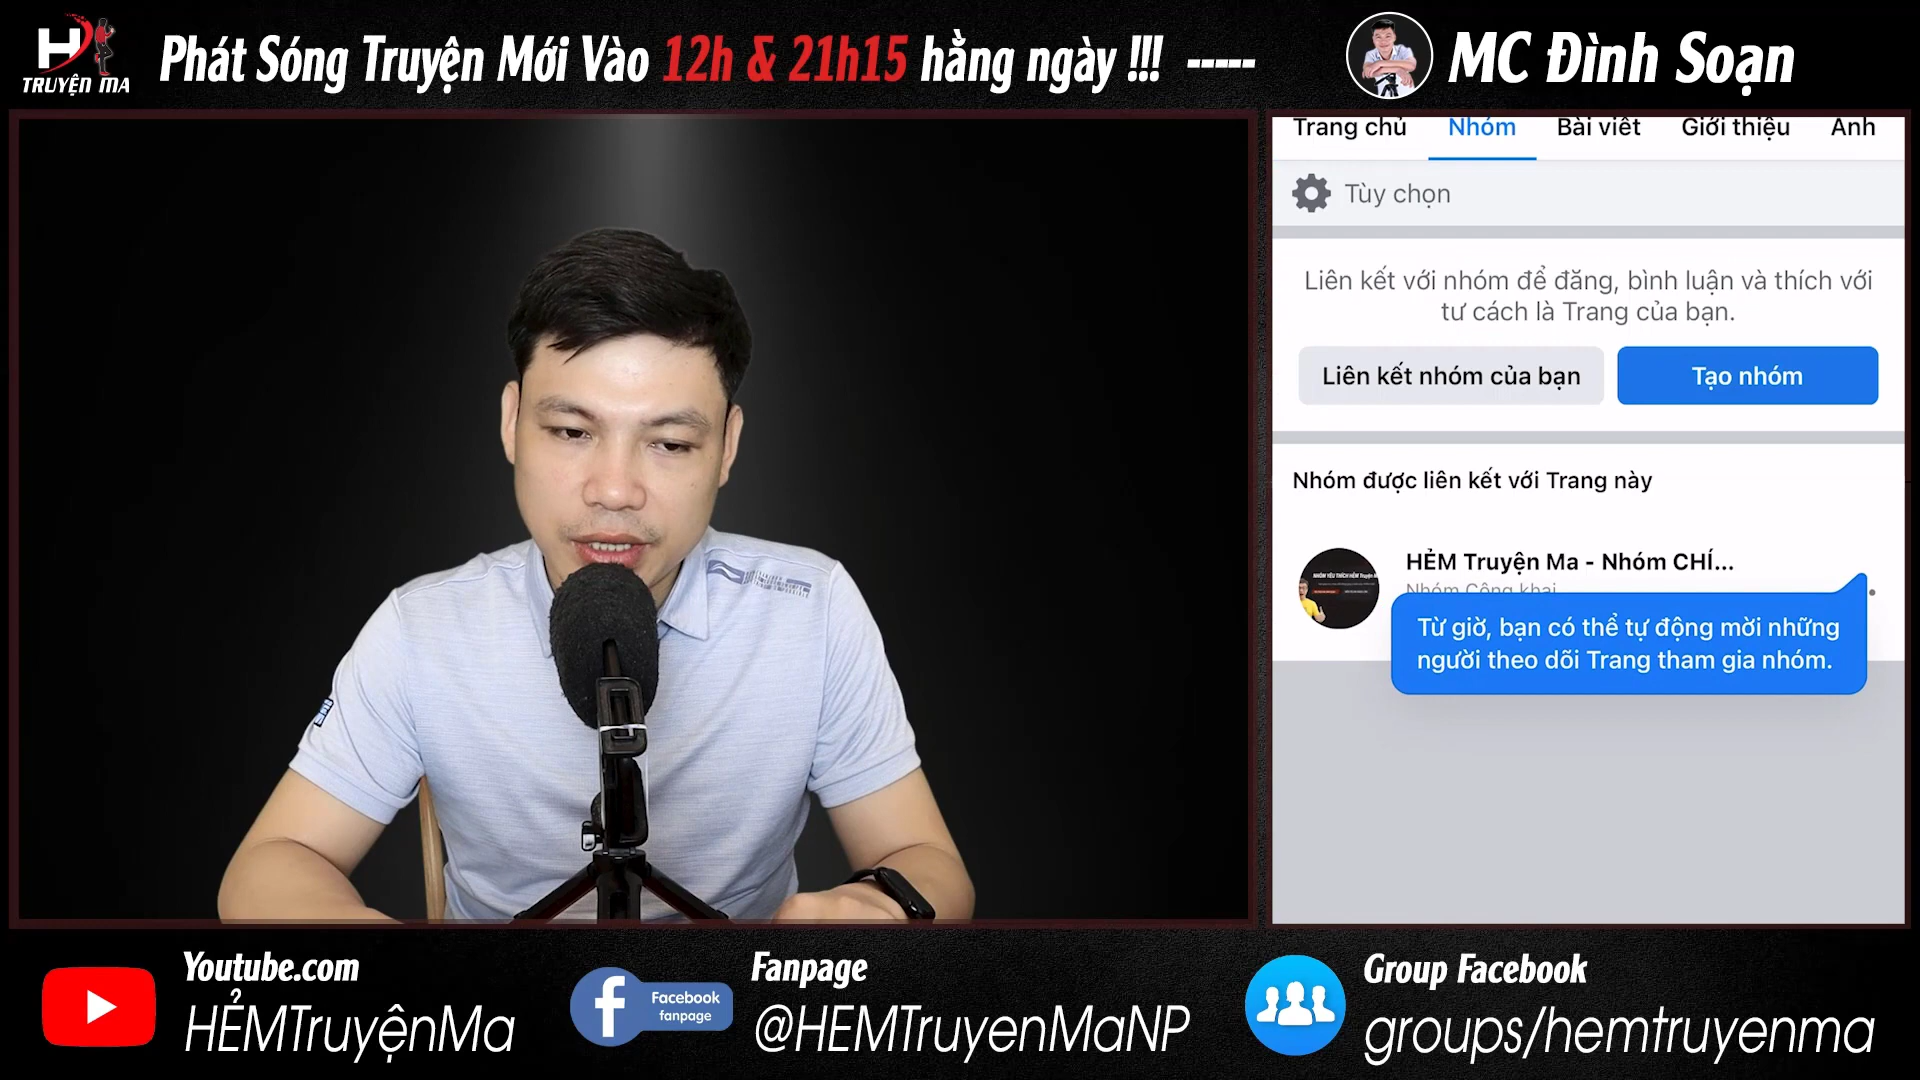 H
TRUYỆN MA
Phát Sóng Truyện Mới Vào 12h & 21h15 hằng ngày !!! -----
MC Đình Soạn
Trang chủ Nhóm Bài viết Giới thiệu Ảnh
Tùy chọn
Liên kết với nhóm để đăng, bình luận và thích với
tư cách là Trang của bạn.
Liên kết nhóm của bạn
Tạo nhóm
Nhóm được liên kết với Trang này
HẺM Truyện Ma - Nhóm CHÍ...
Nhóm Công khai
Từ giờ, bạn có thể tự động mời những
người theo dõi Trang tham gia nhóm.
Youtube.com
HẺMTruyệnMa
Facebook
fanpage
Fanpage
@HEMTruyenMaNP
Group Facebook
groups/hemtruyenma